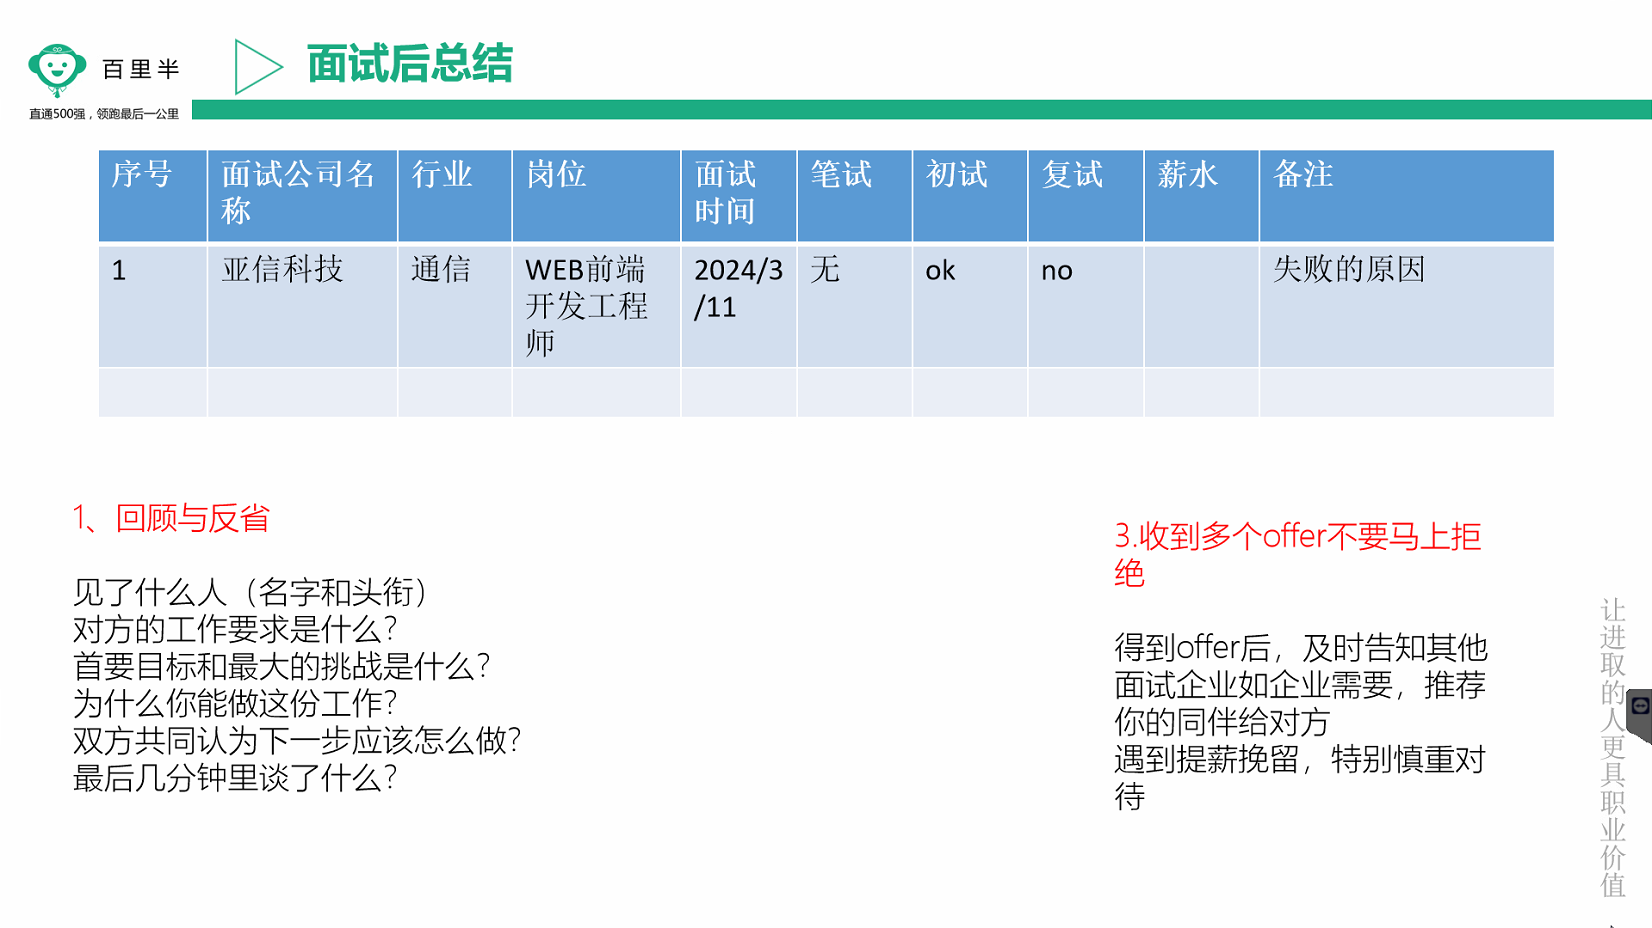 百里半
直通500强，领跑最后一公里
面试后总结
序号 面试公司名称 行业 岗位 面试时间 笔试 初试 复试 薪水 备注
1 亚信科技 通信 WEB前端开发工程师 2024/3/11 无 ok no 失败的原因
1、回顾与反省
见了什么人（名字和头衔）
对方的工作要求是什么？
首要目标和最大的挑战是什么？
为什么你能做这份工作？
双方共同认为下一步应该怎么做？
最后几分钟里谈了什么？
3.收到多个offer不要马上拒
绝
得到offer后，及时告知其他
面试企业如企业需要，推荐
你的同伴给对方
遇到提薪挽留，特别慎重对
待
让进取的人更具职业价值